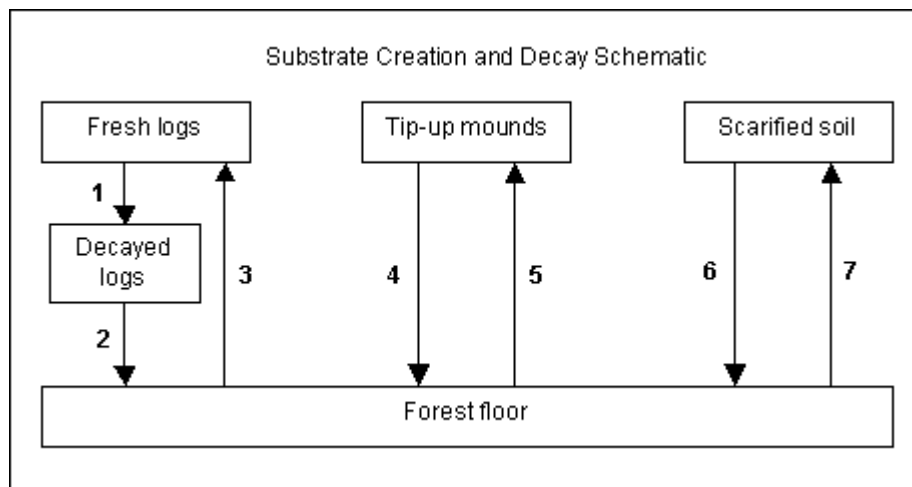 Substrate Creation and Decay Schematic
Fresh logs
Tip-up mounds
Scarified soil
1
Decayed
logs
3
4
5
6
7
2
Forest floor